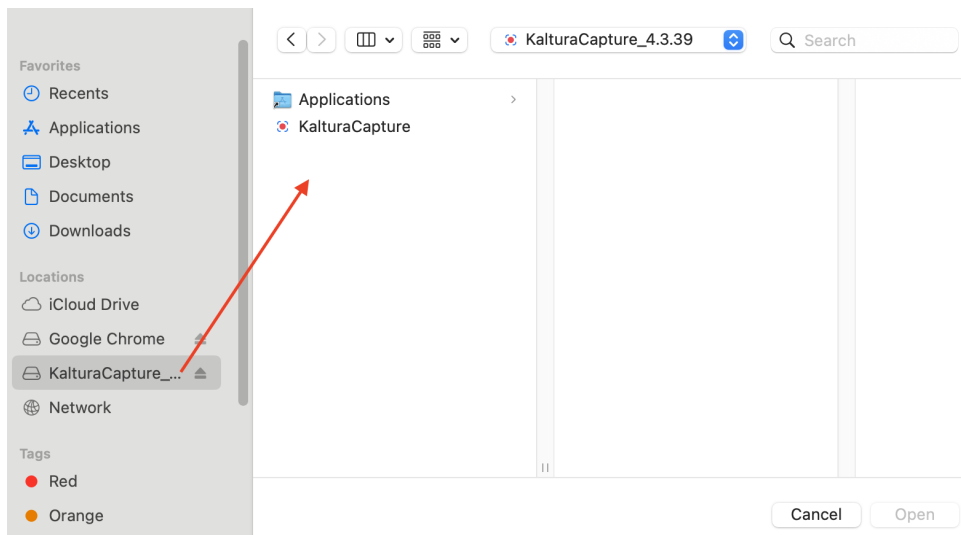 KalturaCapture_4.3.39
Search
Favorites
Recents
Applications
Desktop
Documents
Downloads
Locations
iCloud Drive
Google Chrome
KalturaCapture_...
Network
Tags
Red
Orange
Applications
KalturaCapture
Cancel
Open